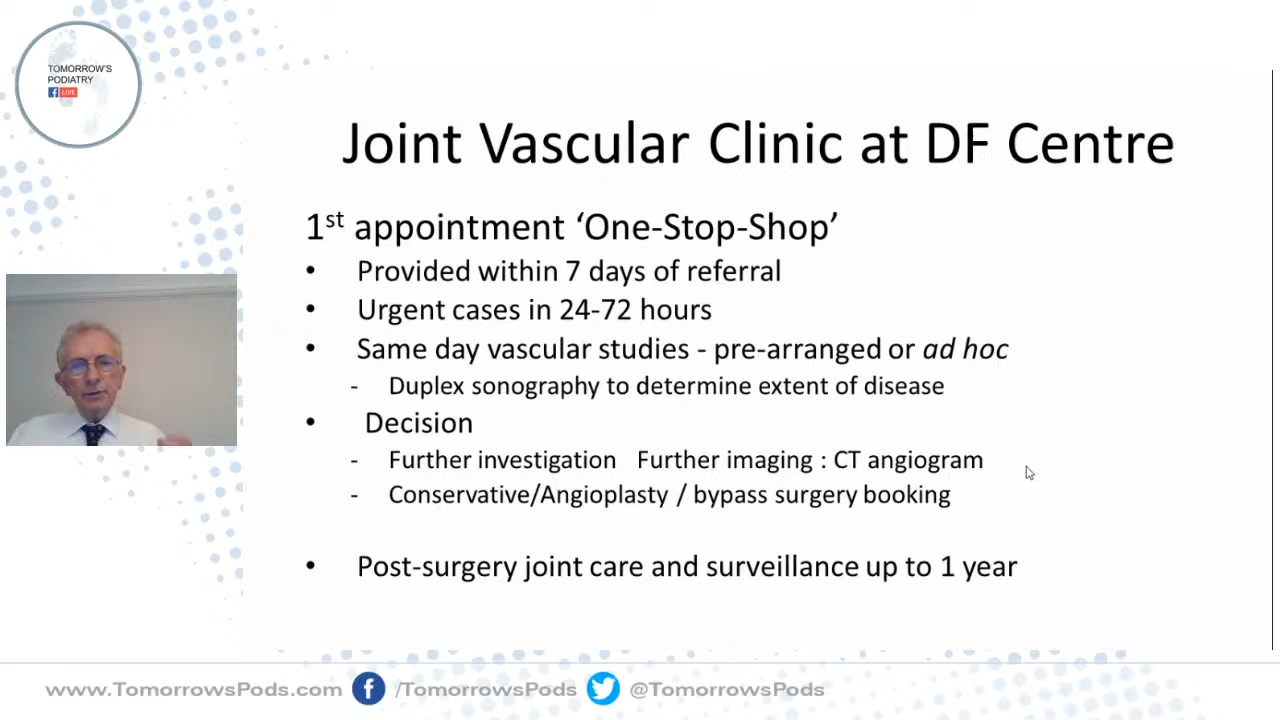 TOMORROW'S
PODIATRY
f LIVE
Joint Vascular Clinic at DF Centre
1st appointment ‘One-Stop-Shop’
• Provided within 7 days of referral
• Urgent cases in 24-72 hours
• Same day vascular studies - pre-arranged or ad hoc
- Duplex sonography to determine extent of disease
• Decision
- Further investigation Further imaging : CT angiogram
- Conservative/Angioplasty / bypass surgery booking
• Post-surgery joint care and surveillance up to 1 year
www.TomorrowsPods.com f /TomorrowsPods @TomorrowsPods